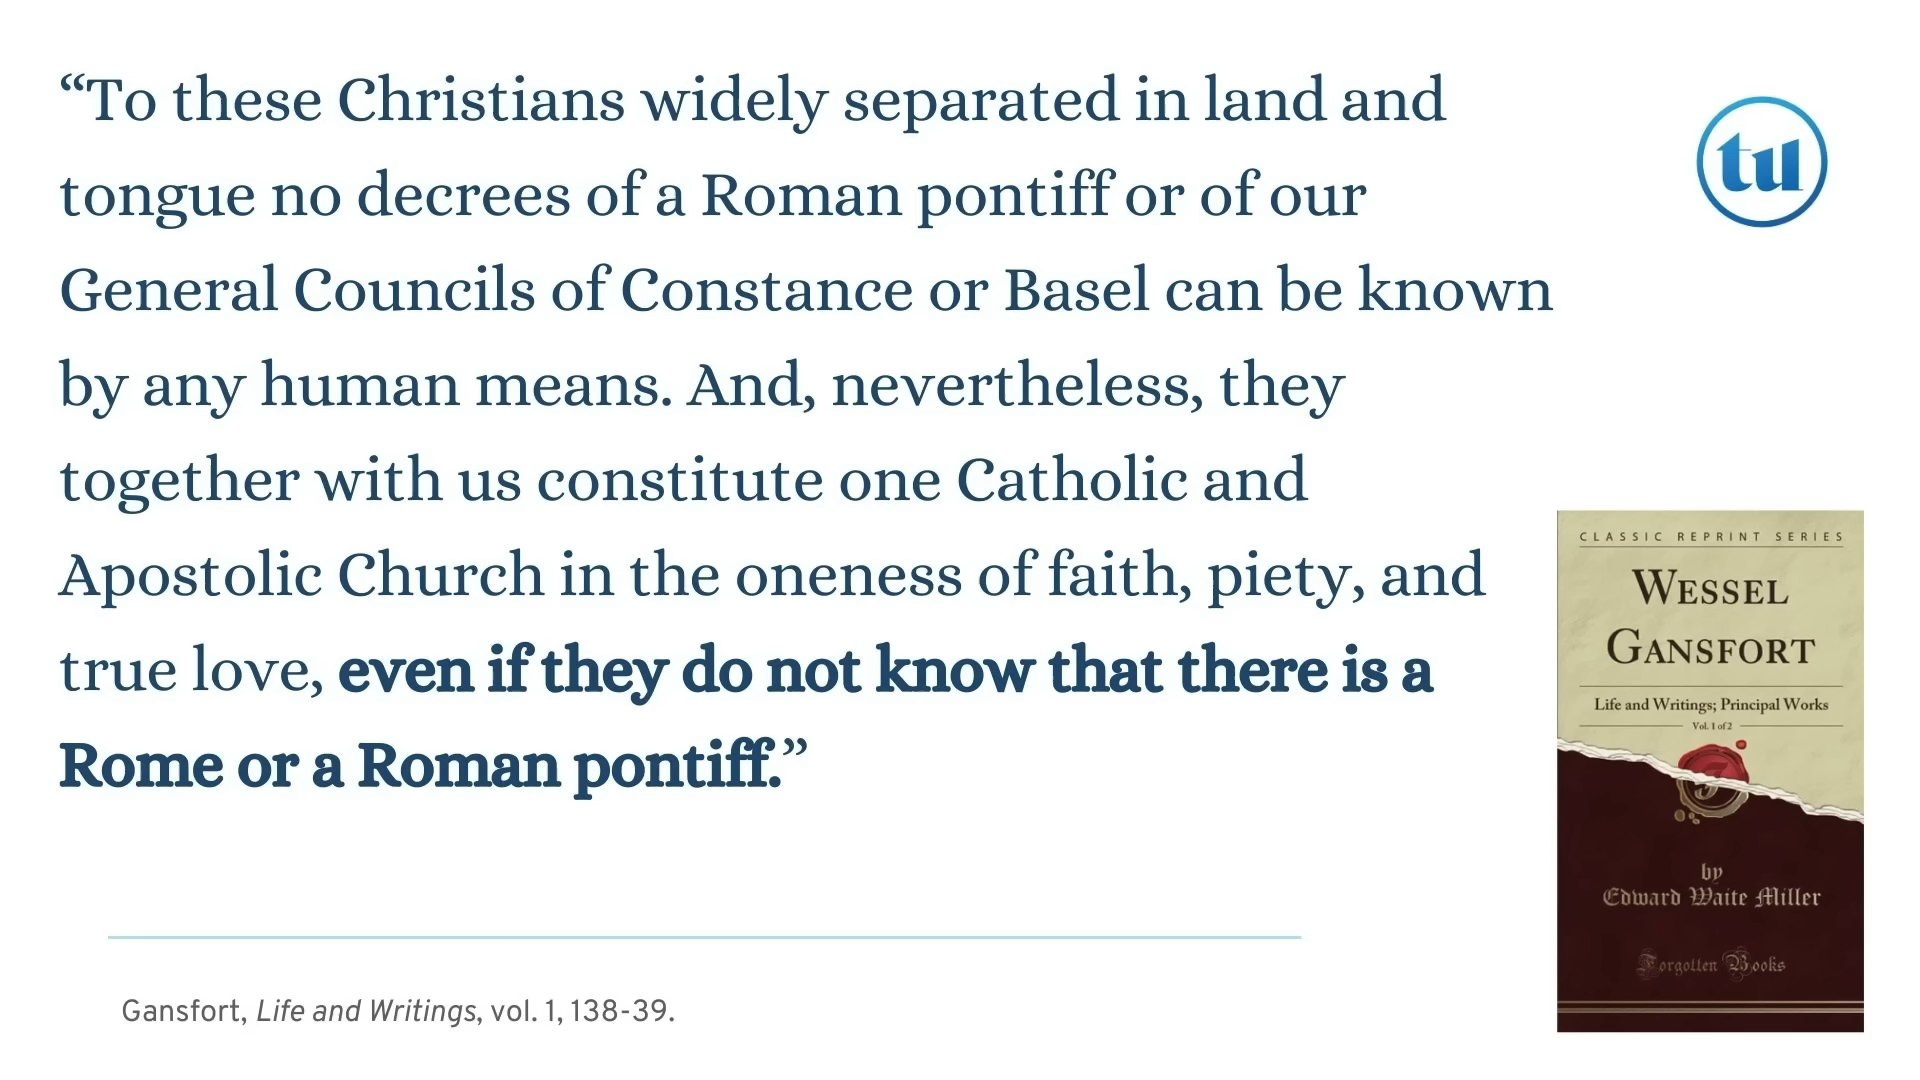 “To these Christians widely separated in land and
tongue no decrees of a Roman pontiff or of our
General Councils of Constance or Basel can be known
by any human means. And, nevertheless, they
together with us constitute one Catholic and
Apostolic Church in the oneness of faith, piety, and
true love, even if they do not know that there is a
Rome or a Roman pontiff.”
Gansfort, Life and Writings, vol. 1, 138-39.
tu
CLASSIC REPRINT SERIES
WESSEL
GANSFORT
Life and Writings; Principal Works
Vol. 1 of 2
by
Edward Waite Miller
Forgotten Books